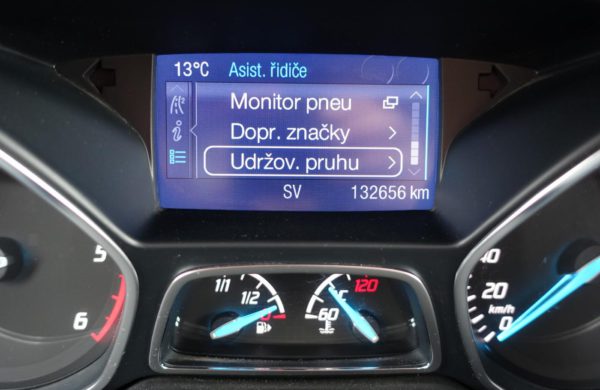 13°C Asist. řidiče
Monitor pneu
Dopr. značky
Udržov. pruhu
SV 132656 km
5
6
1/1
1/2
0
°C
120
60
40
20
0
km/h